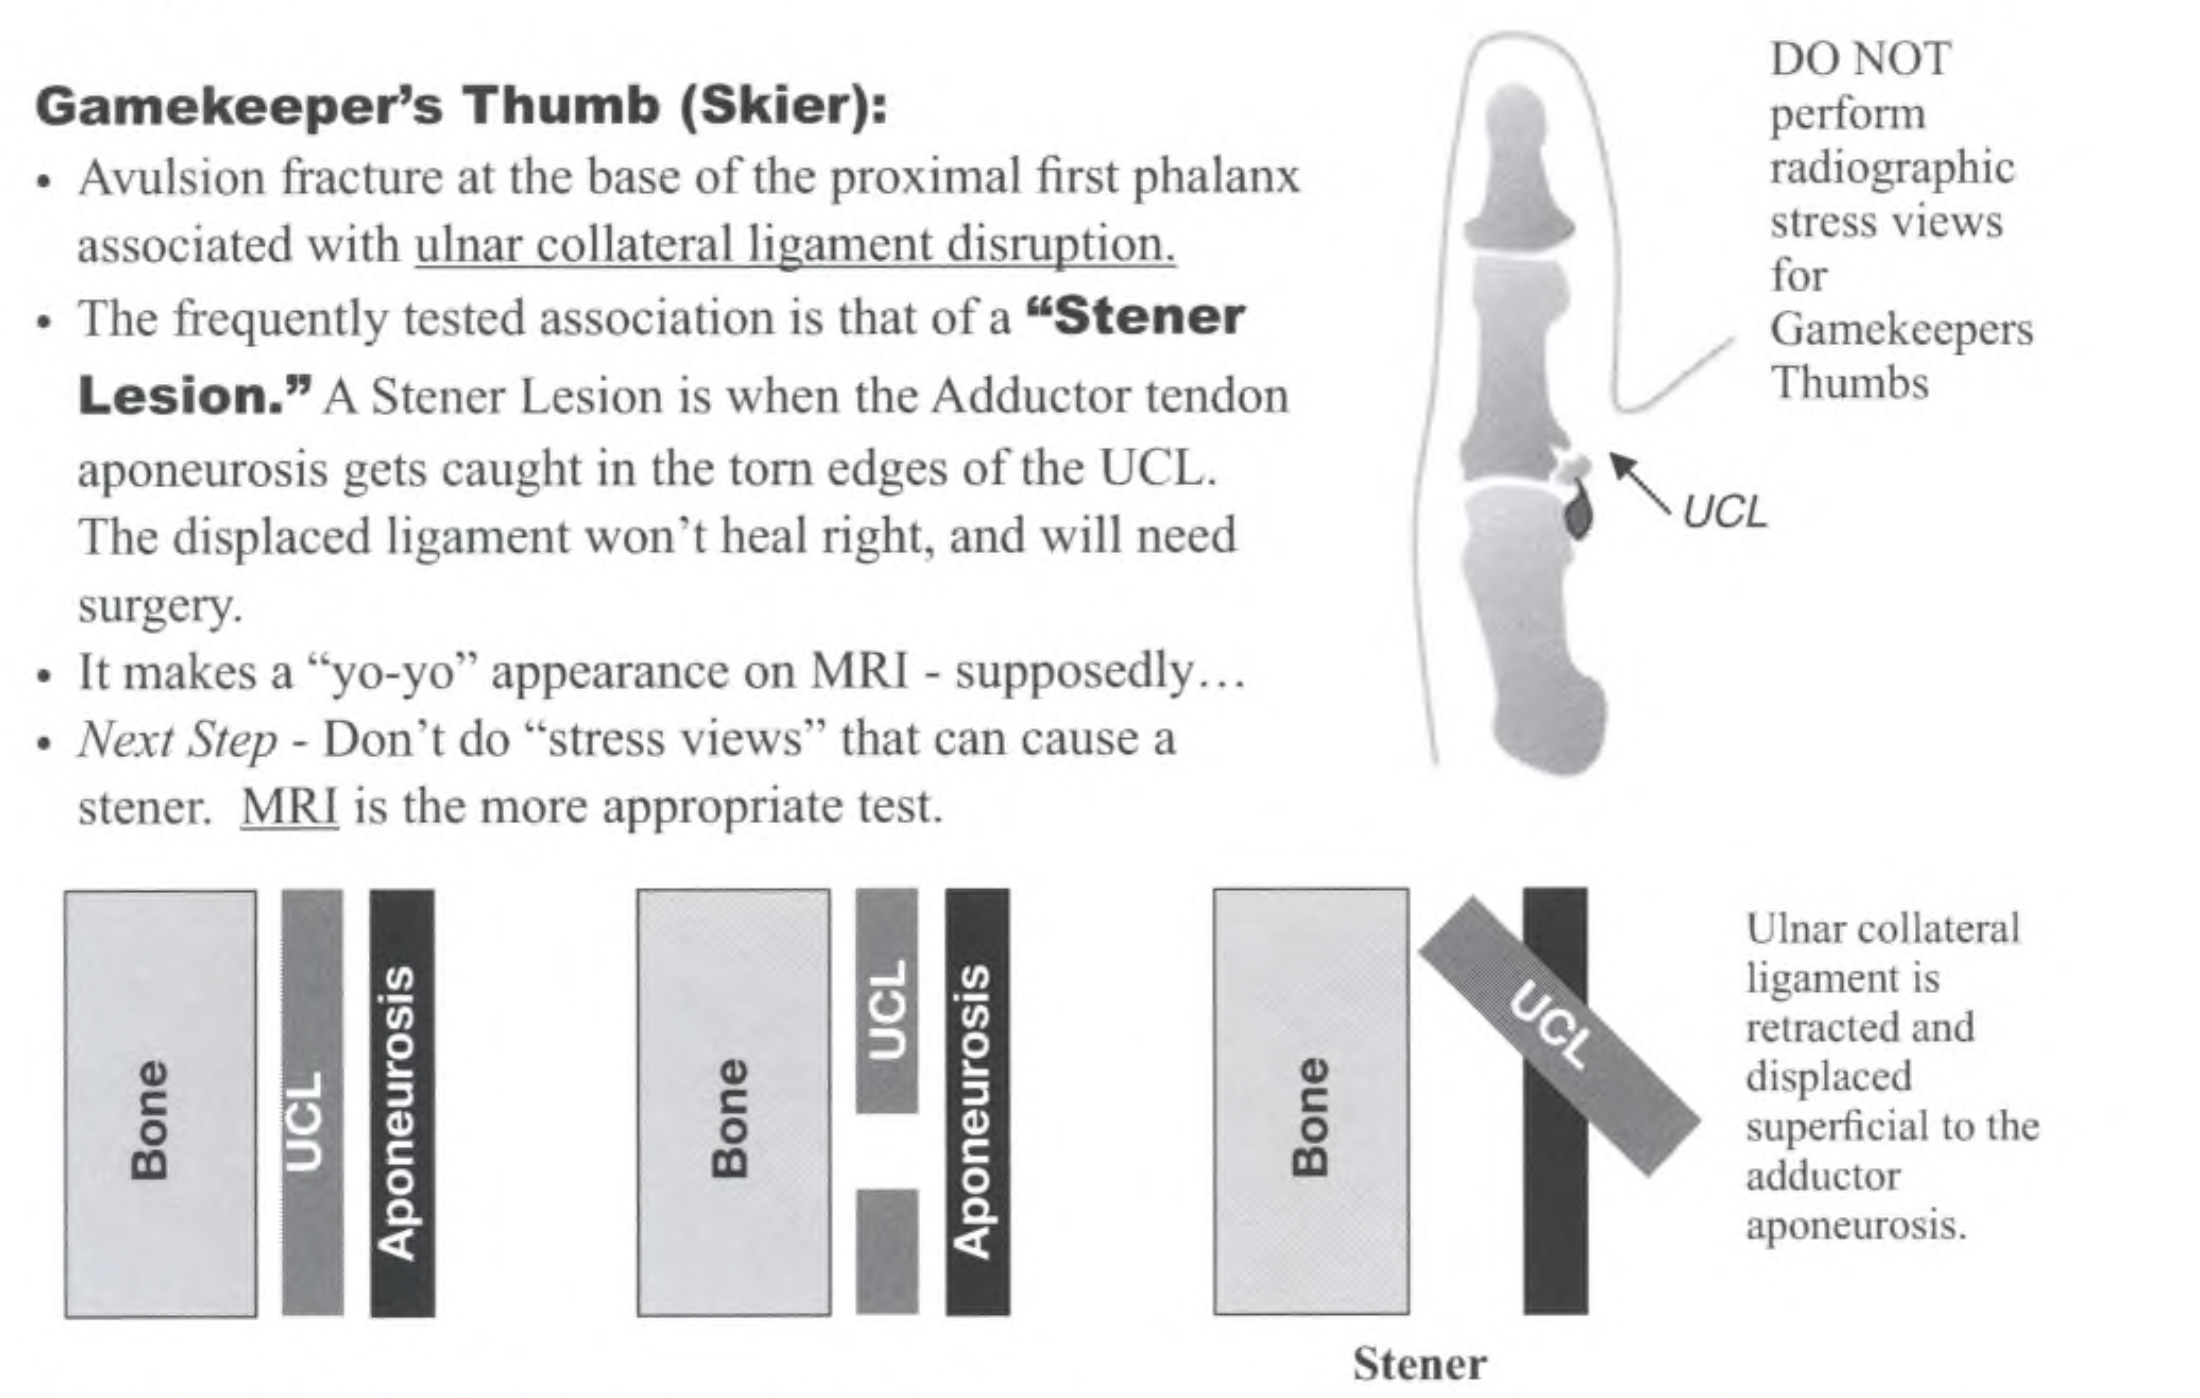 Gamekeeper's Thumb (Skier):
• Avulsion fracture at the base of the proximal first phalanx
associated with ulnar collateral ligament disruption.
• The frequently tested association is that of a “Stener
Lesion.” A Stener Lesion is when the Adductor tendon
aponeurosis gets caught in the torn edges of the UCL.
The displaced ligament won't heal right, and will need
surgery.
• It makes a “yo-yo” appearance on MRI - supposedly…
• Next Step - Don't do “stress views” that can cause a
stener. MRI is the more appropriate test.
DO NOT
perform
radiographic
stress views
for
Gamekeepers
Thumbs
UCL
Bone
UCL
Aponeurosis
Bone
UCL
Aponeurosis
Bone
UCL
Stener
Ulnar collateral
ligament is
retracted and
displaced
superficial to the
adductor
aponeurosis.